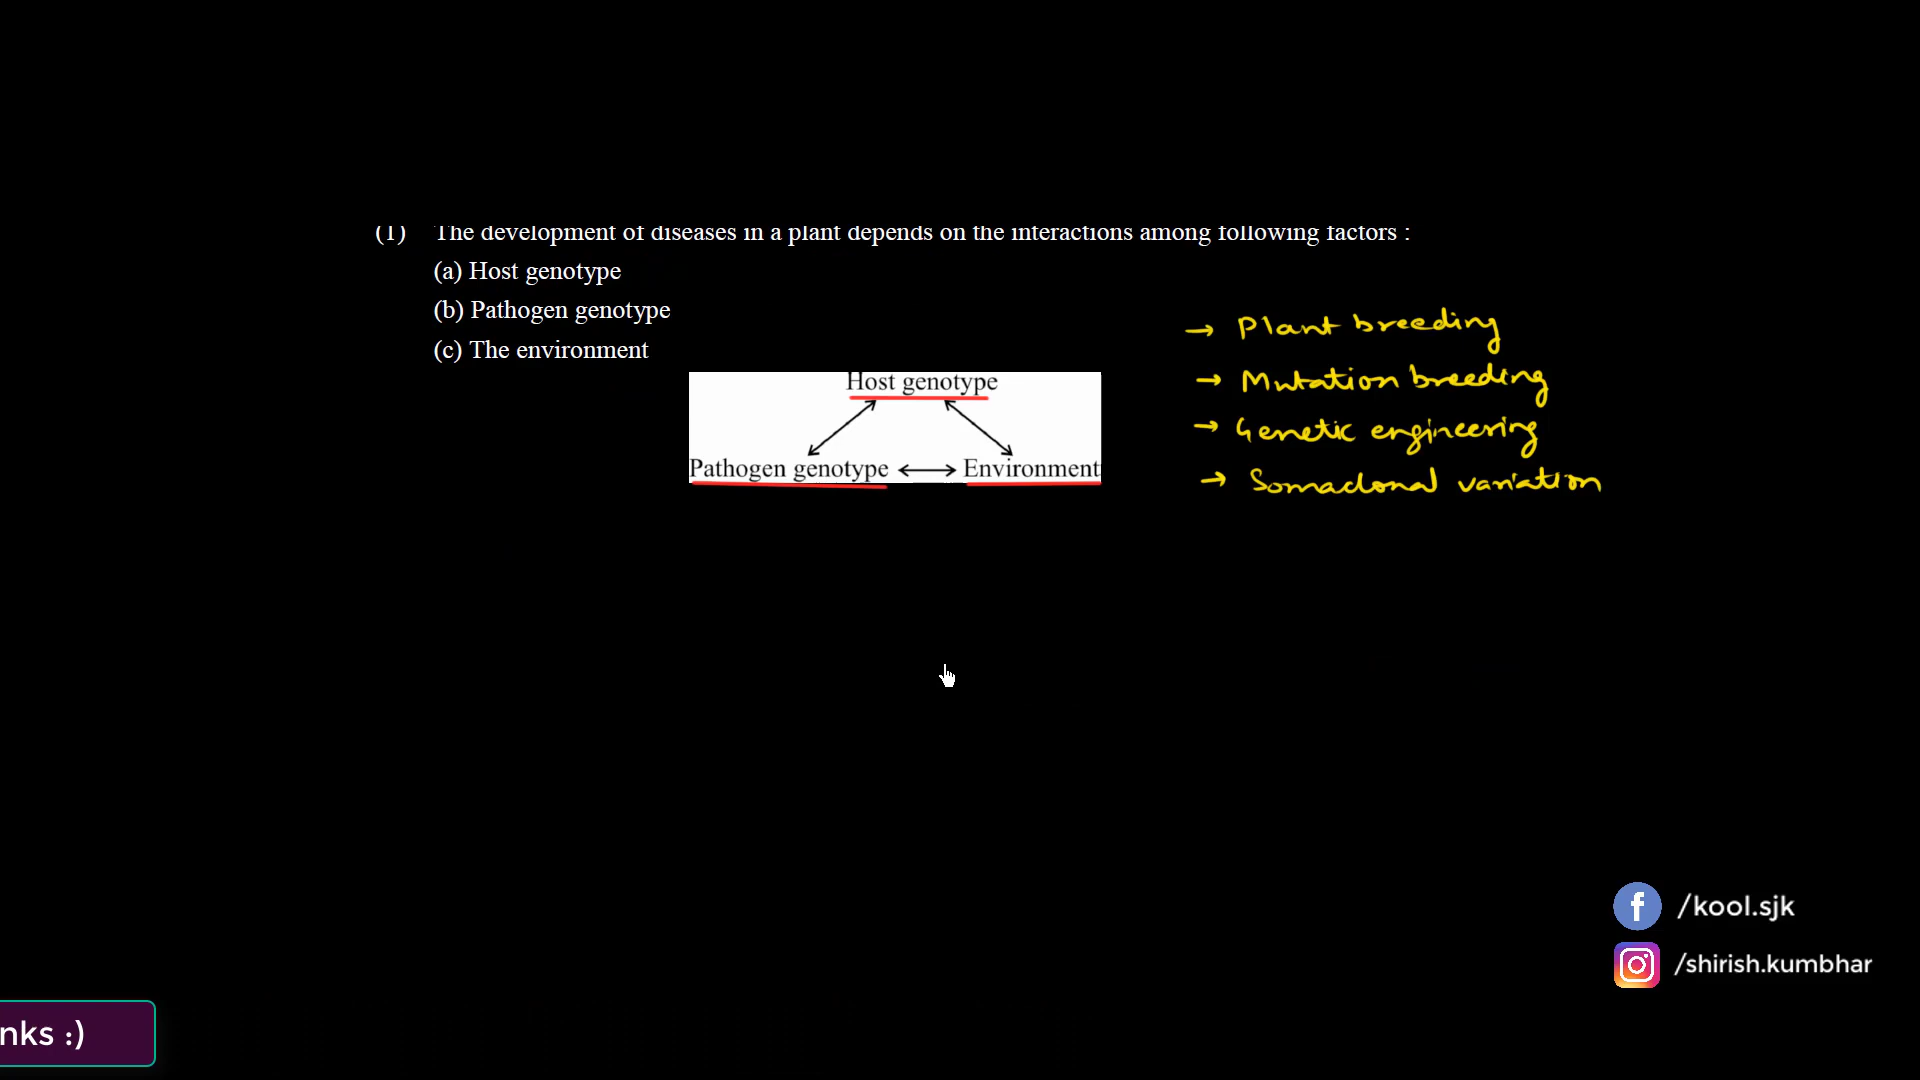 (1) The development of diseases in a plant depends on the interactions among following factors :
(a) Host genotype
(b) Pathogen genotype
(c) The environment
Host genotype
Pathogen genotype ↔ Environment
→ Plant breeding
→ Mutation breeding
→ Genetic engineering
→ Somaclonal variation
/kool.sjk
/shirish.kumbhar
nks :)